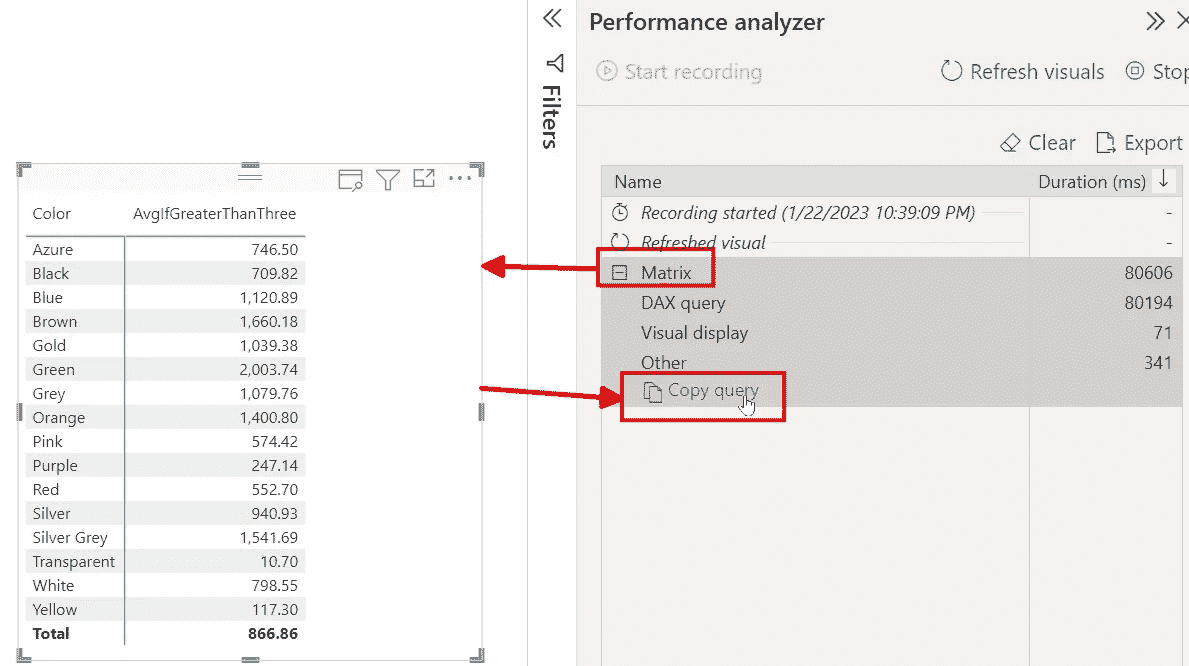 Performance analyzer
Start recording
Refresh visuals
Stop
Filters
Clear
Export
Name Duration (ms)
Recording started (1/22/2023 10:39:09 PM) -
Refreshed visual -
Matrix 80606
DAX query 80194
Visual display 71
Other 341
Copy query
Color AvgIfGreaterThanThree
Azure 746.50
Black 709.82
Blue 1,120.89
Brown 1,660.18
Gold 1,039.38
Green 2,003.74
Grey 1,079.76
Orange 1,400.80
Pink 574.42
Purple 247.14
Red 552.70
Silver 940.93
Silver Grey 1,541.69
Transparent 10.70
White 798.55
Yellow 117.30
Total 866.86